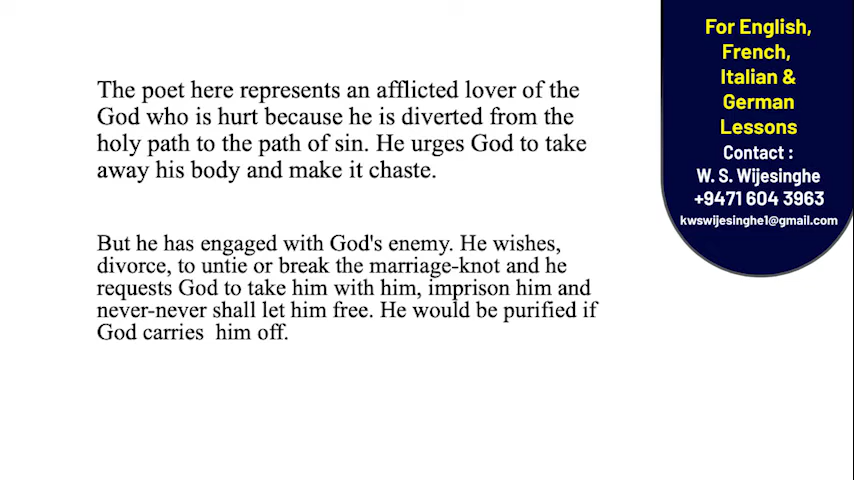 The poet here represents an afflicted lover of the
God who is hurt because he is diverted from the
holy path to the path of sin. He urges God to take
away his body and make it chaste.
But he has engaged with God's enemy. He wishes,
divorce, to untie or break the marriage-knot and he
requests God to take him with him, imprison him and
never-never shall let him free. He would be purified if
God carries  him off.
For English,
French,
Italian &
German
Lessons
Contact :
W. S. Wijesinghe
+9471 604 3963
kwswijesinghe1@gmail.com